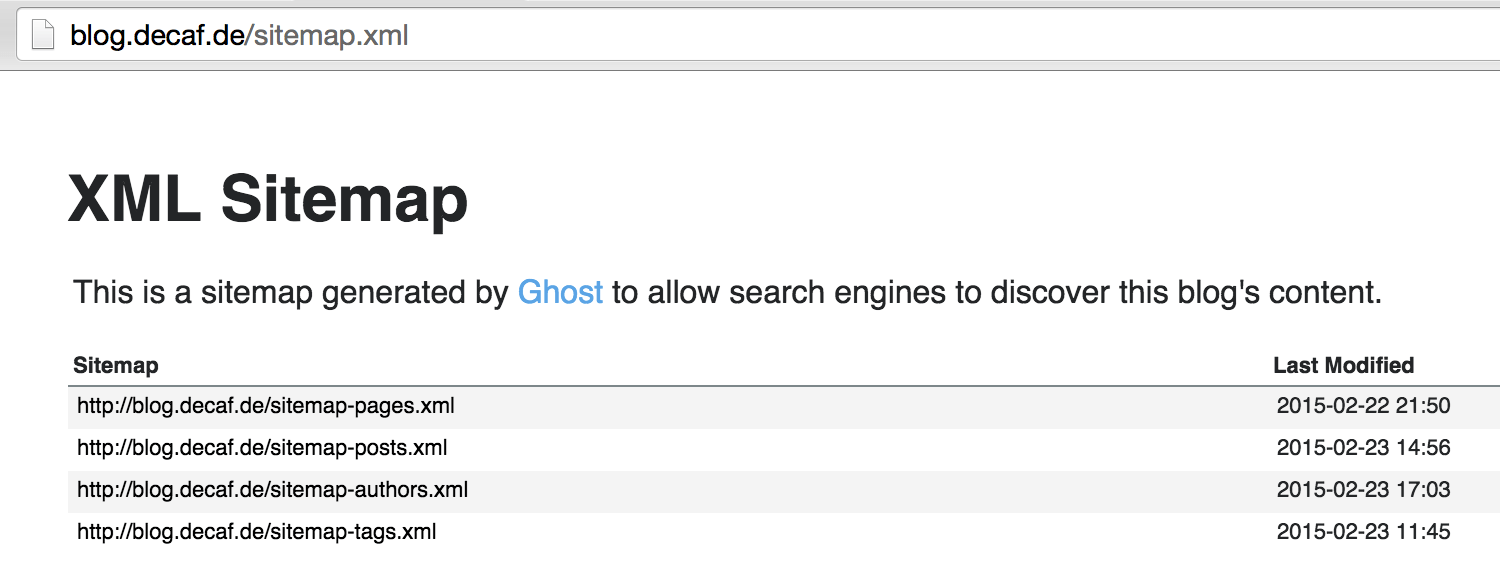 blog.decaf.de/sitemap.xml
XML Sitemap
This is a sitemap generated by Ghost to allow search engines to discover this blog's content.
Sitemap Last Modified
http://blog.decaf.de/sitemap-pages.xml 2015-02-22 21:50
http://blog.decaf.de/sitemap-posts.xml 2015-02-23 14:56
http://blog.decaf.de/sitemap-authors.xml 2015-02-23 17:03
http://blog.decaf.de/sitemap-tags.xml 2015-02-23 11:45